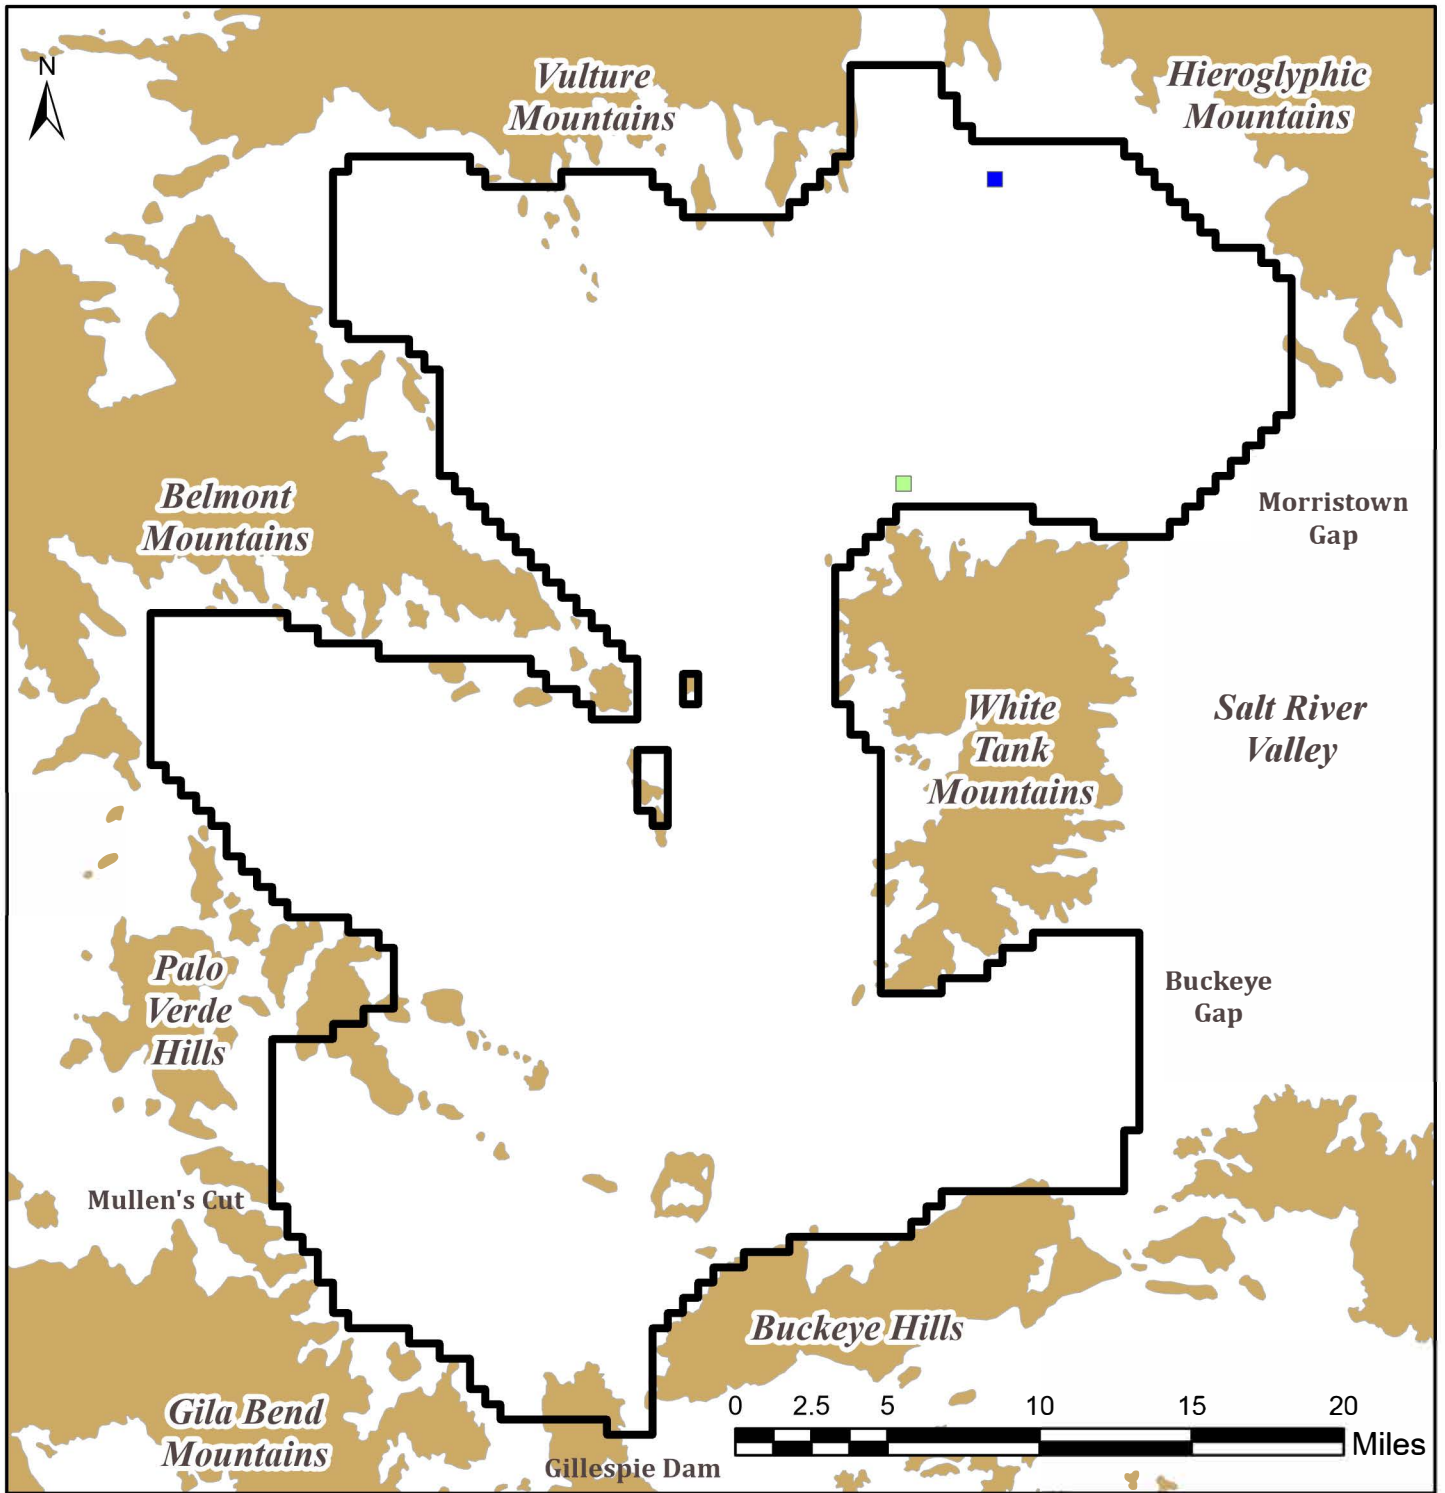 N
Vulture
Mountains
Hieroglyphic
Mountains
Belmont
Mountains
Morristown
Gap
White
Tank
Mountains
Salt River
Valley
Palo
Verde
Hills
Buckeye
Gap
Mullen's Cut
Buckeye Hills
Gila Bend
Mountains
Gillespie Dam
0 2.5 5 10 15 20
Miles